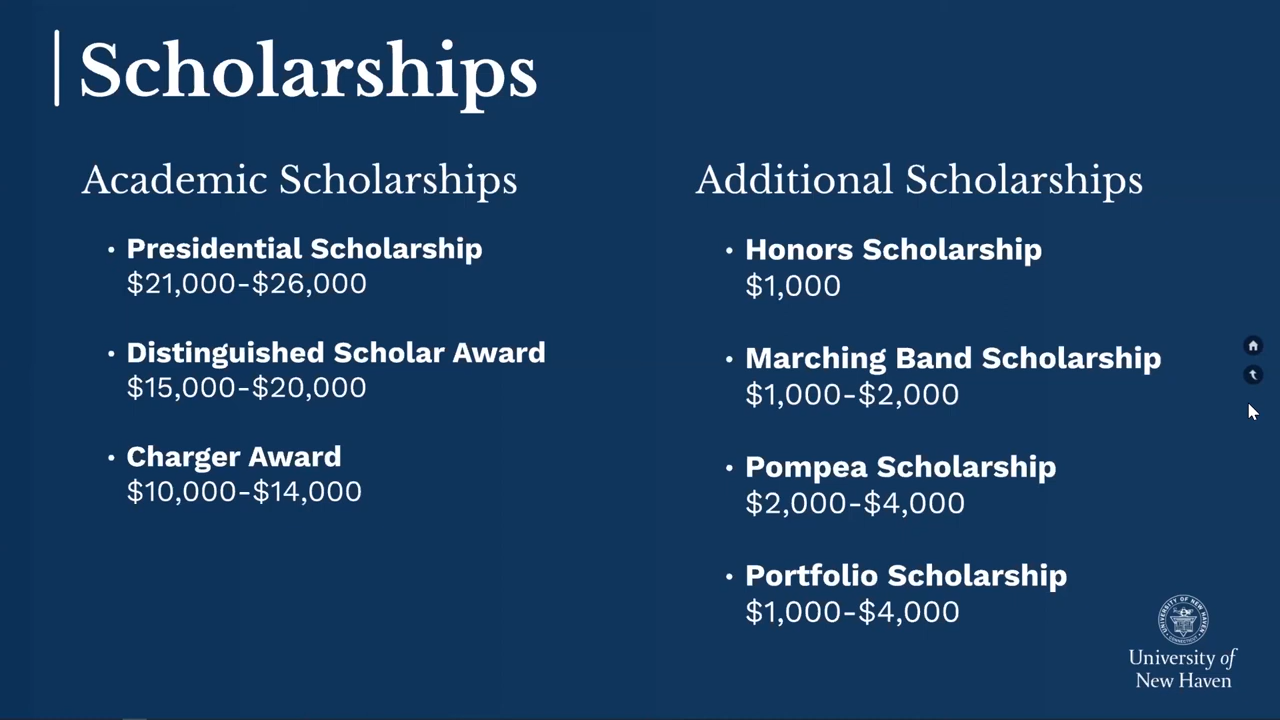 Scholarships
Academic Scholarships
• Presidential Scholarship
$21,000-$26,000
• Distinguished Scholar Award
$15,000-$20,000
• Charger Award
$10,000-$14,000
Additional Scholarships
• Honors Scholarship
$1,000
• Marching Band Scholarship
$1,000-$2,000
• Pompea Scholarship
$2,000-$4,000
• Portfolio Scholarship
$1,000-$4,000
University of
New Haven